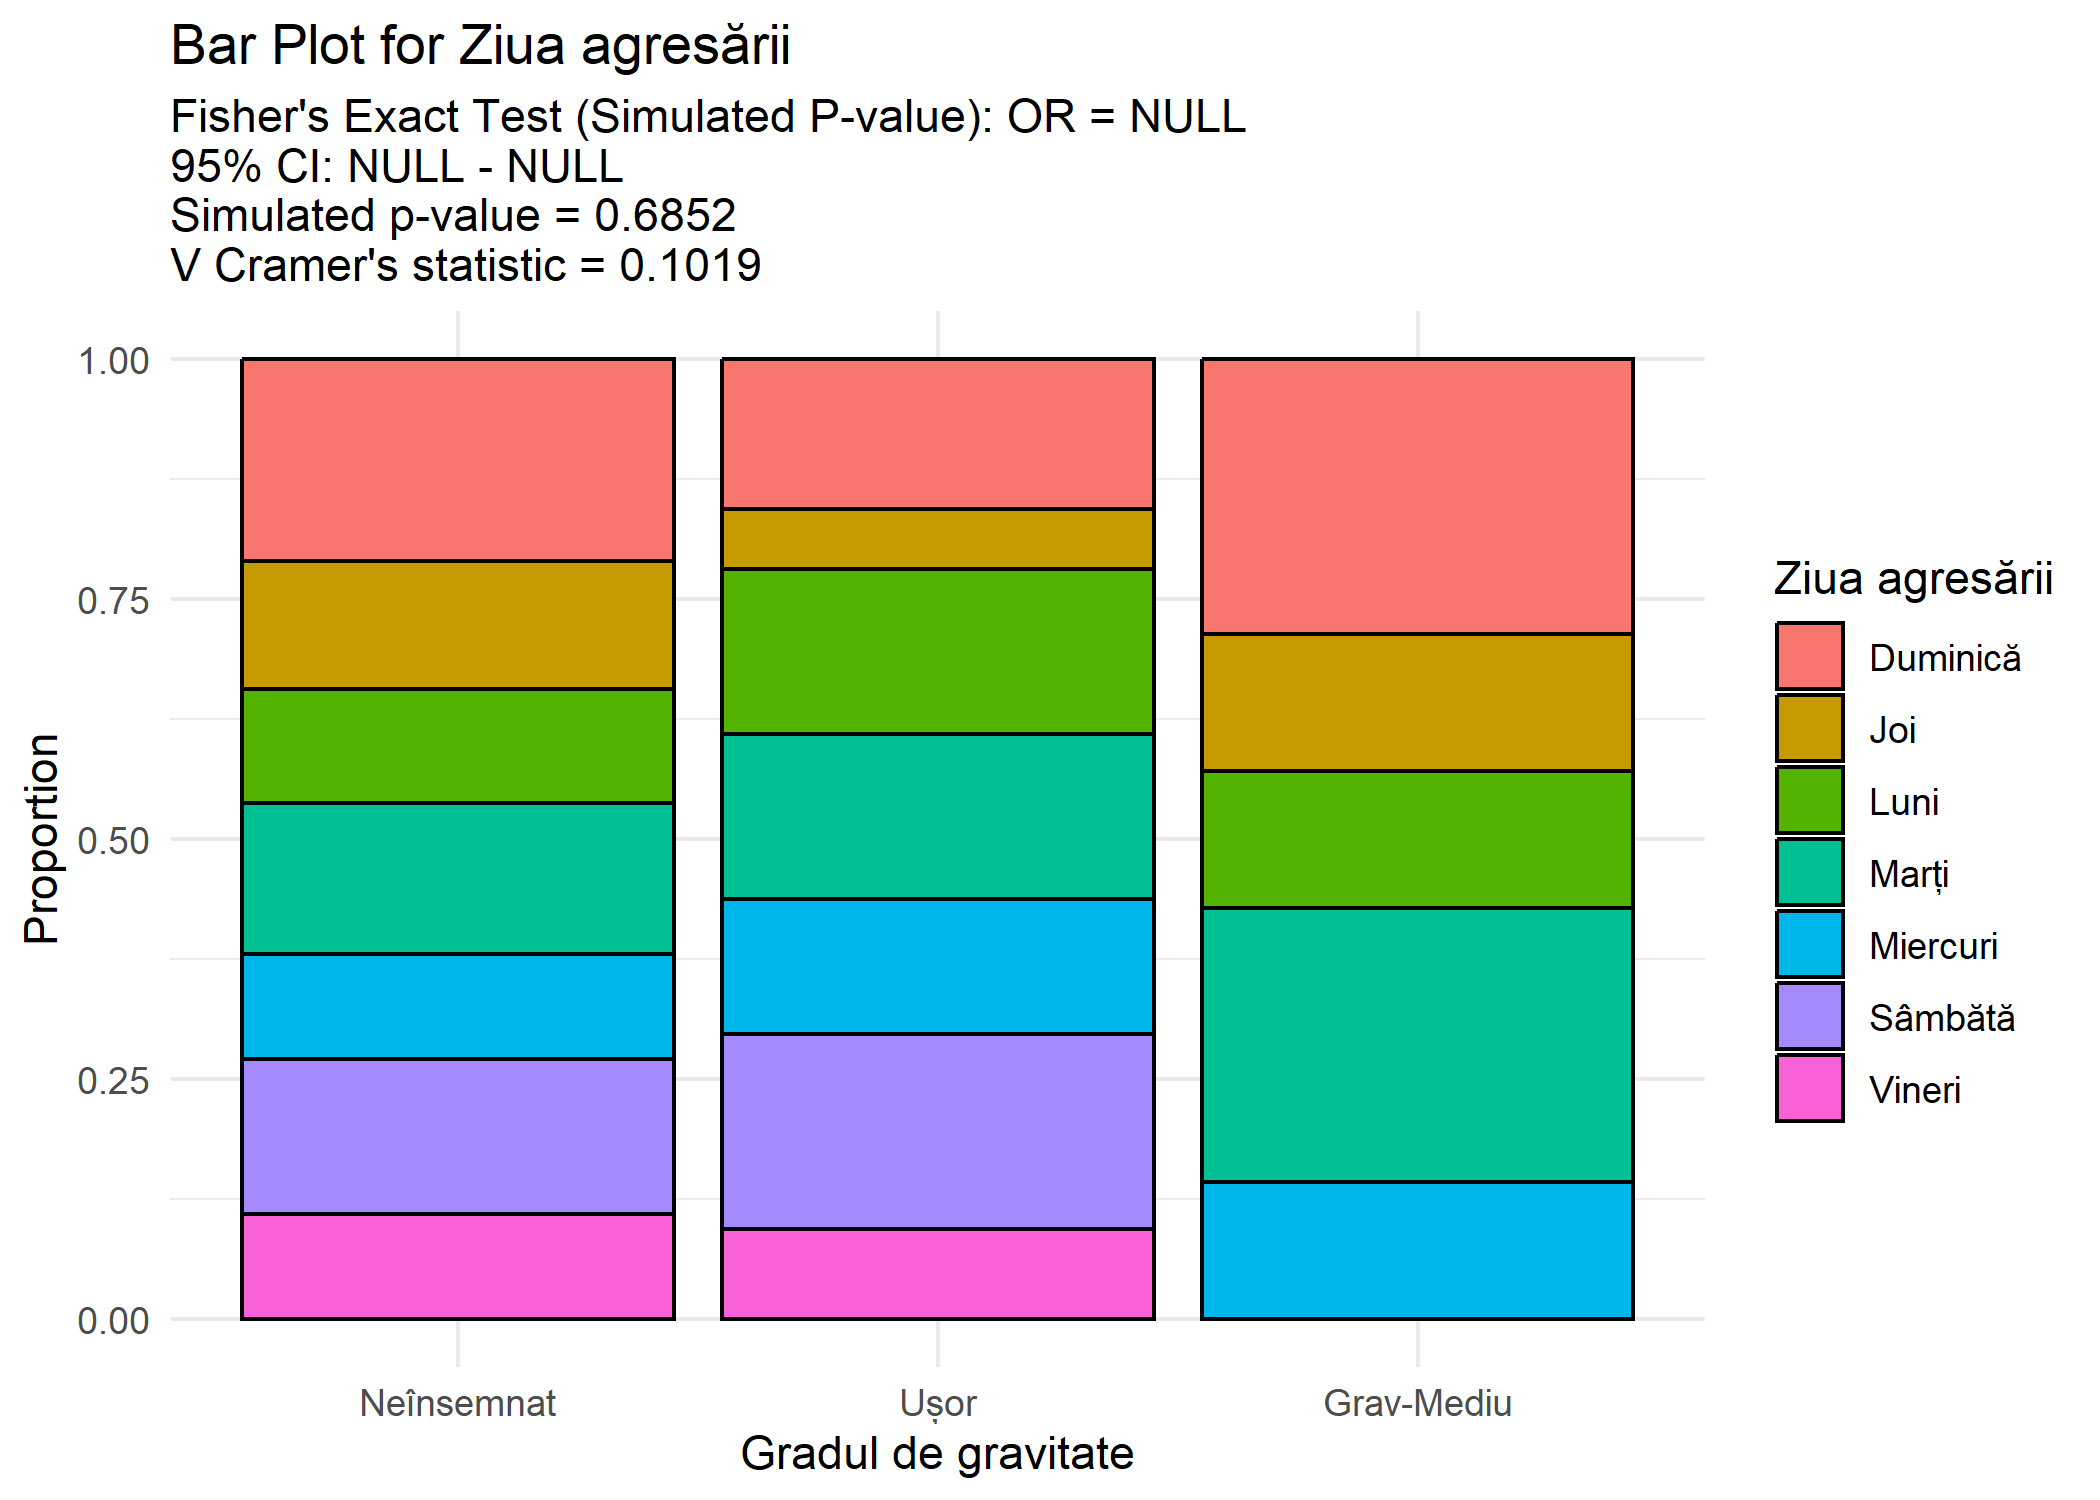 Bar Plot for Ziua agresării
Fisher's Exact Test (Simulated P-value): OR = NULL
95% CI: NULL - NULL
Simulated p-value = 0.6852
V Cramer's statistic = 0.1019
1.00
0.75
0.50
0.25
0.00
Proportion
Neînsemnat
Ușor
Grav-Mediu
Gradul de gravitate
Ziua agresării
Duminică
Joi
Luni
Marți
Miercuri
Sâmbătă
Vineri